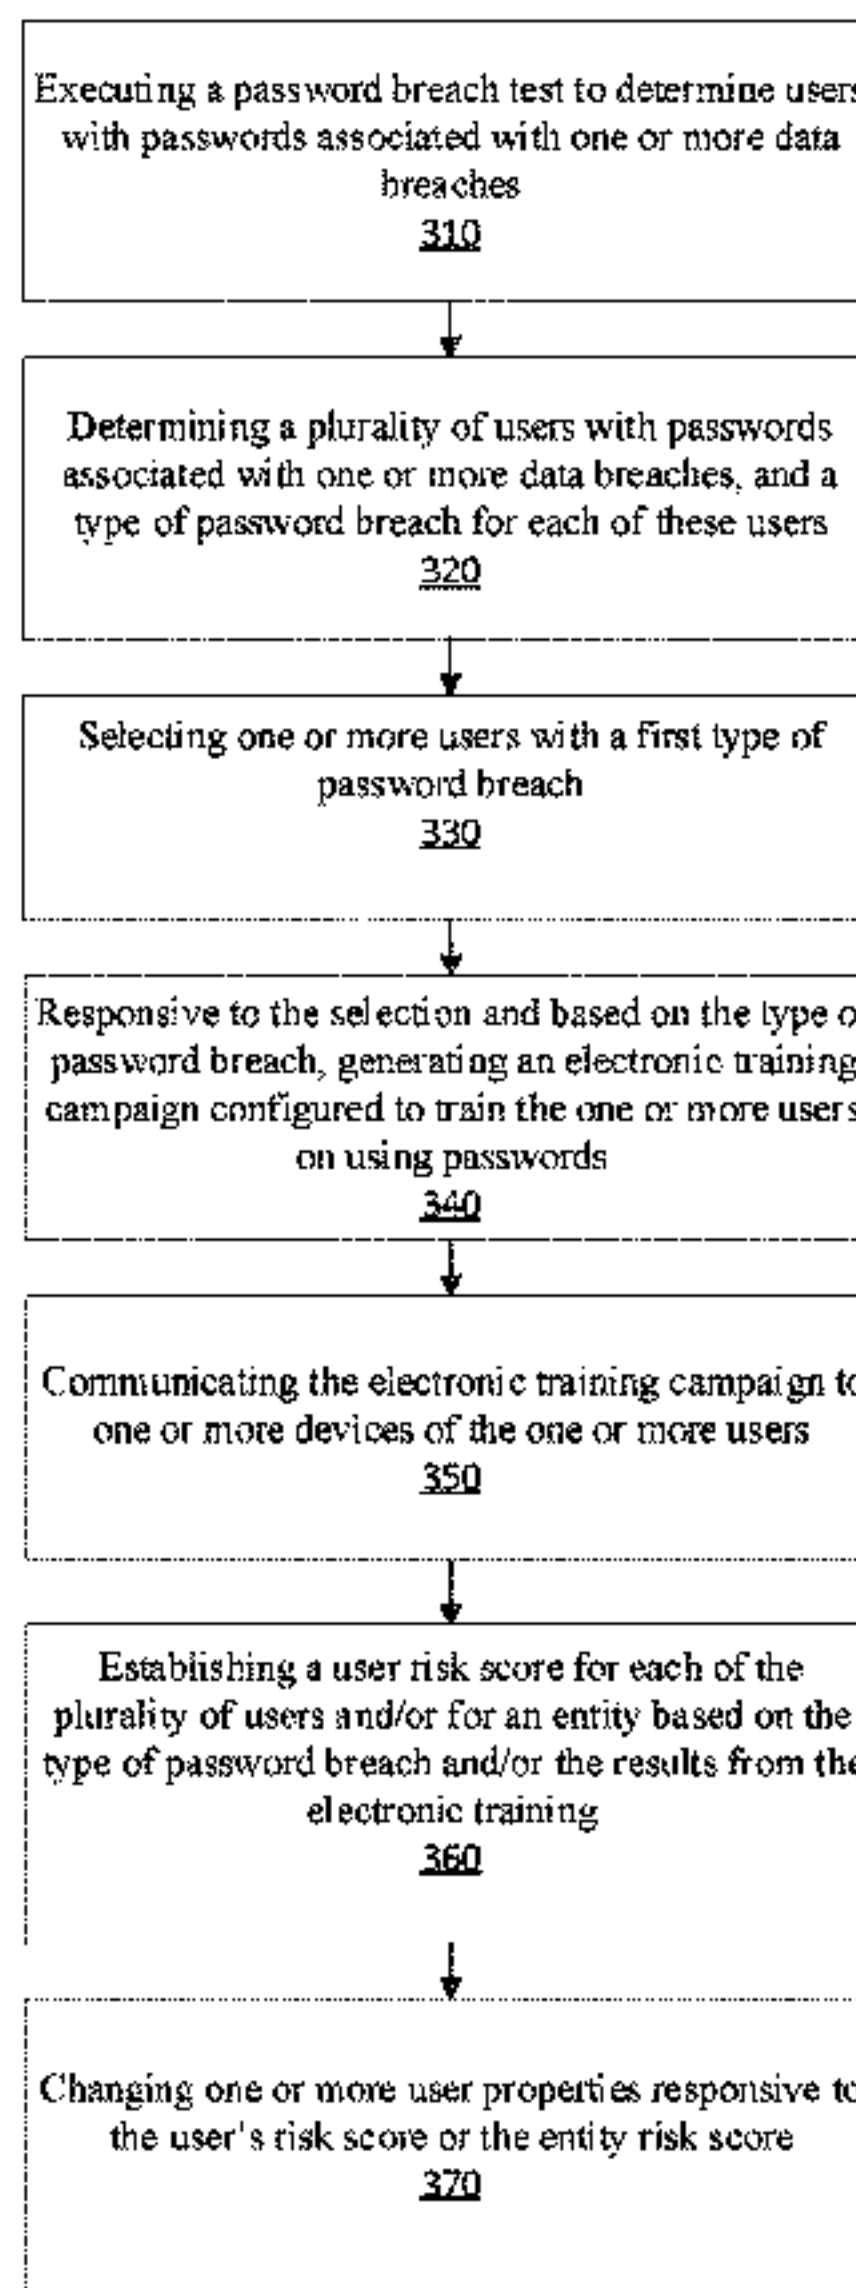 Executing a password breach test to determine users
with passwords associated with one or more data
breaches
310
Determining a plurality of users with passwords
associated with one or more data breaches, and a
type of password breach for each of these users
320
Selecting one or more users with a first type of
password breach
330
Responsive to the selection and based on the type o
password breach, generating an electronic training
campaign configured to train the one or more users
on using passwords
340
Communicating the electronic training campaign to
one or more devices of the one or more users
350
Establishing a user risk score for each of the
plurality of users and/or for an entity based on the
type of password breach and/or the results from the
electronic training
360
Changing one or more user properties responsive to
the user's risk score or the entity risk score
370